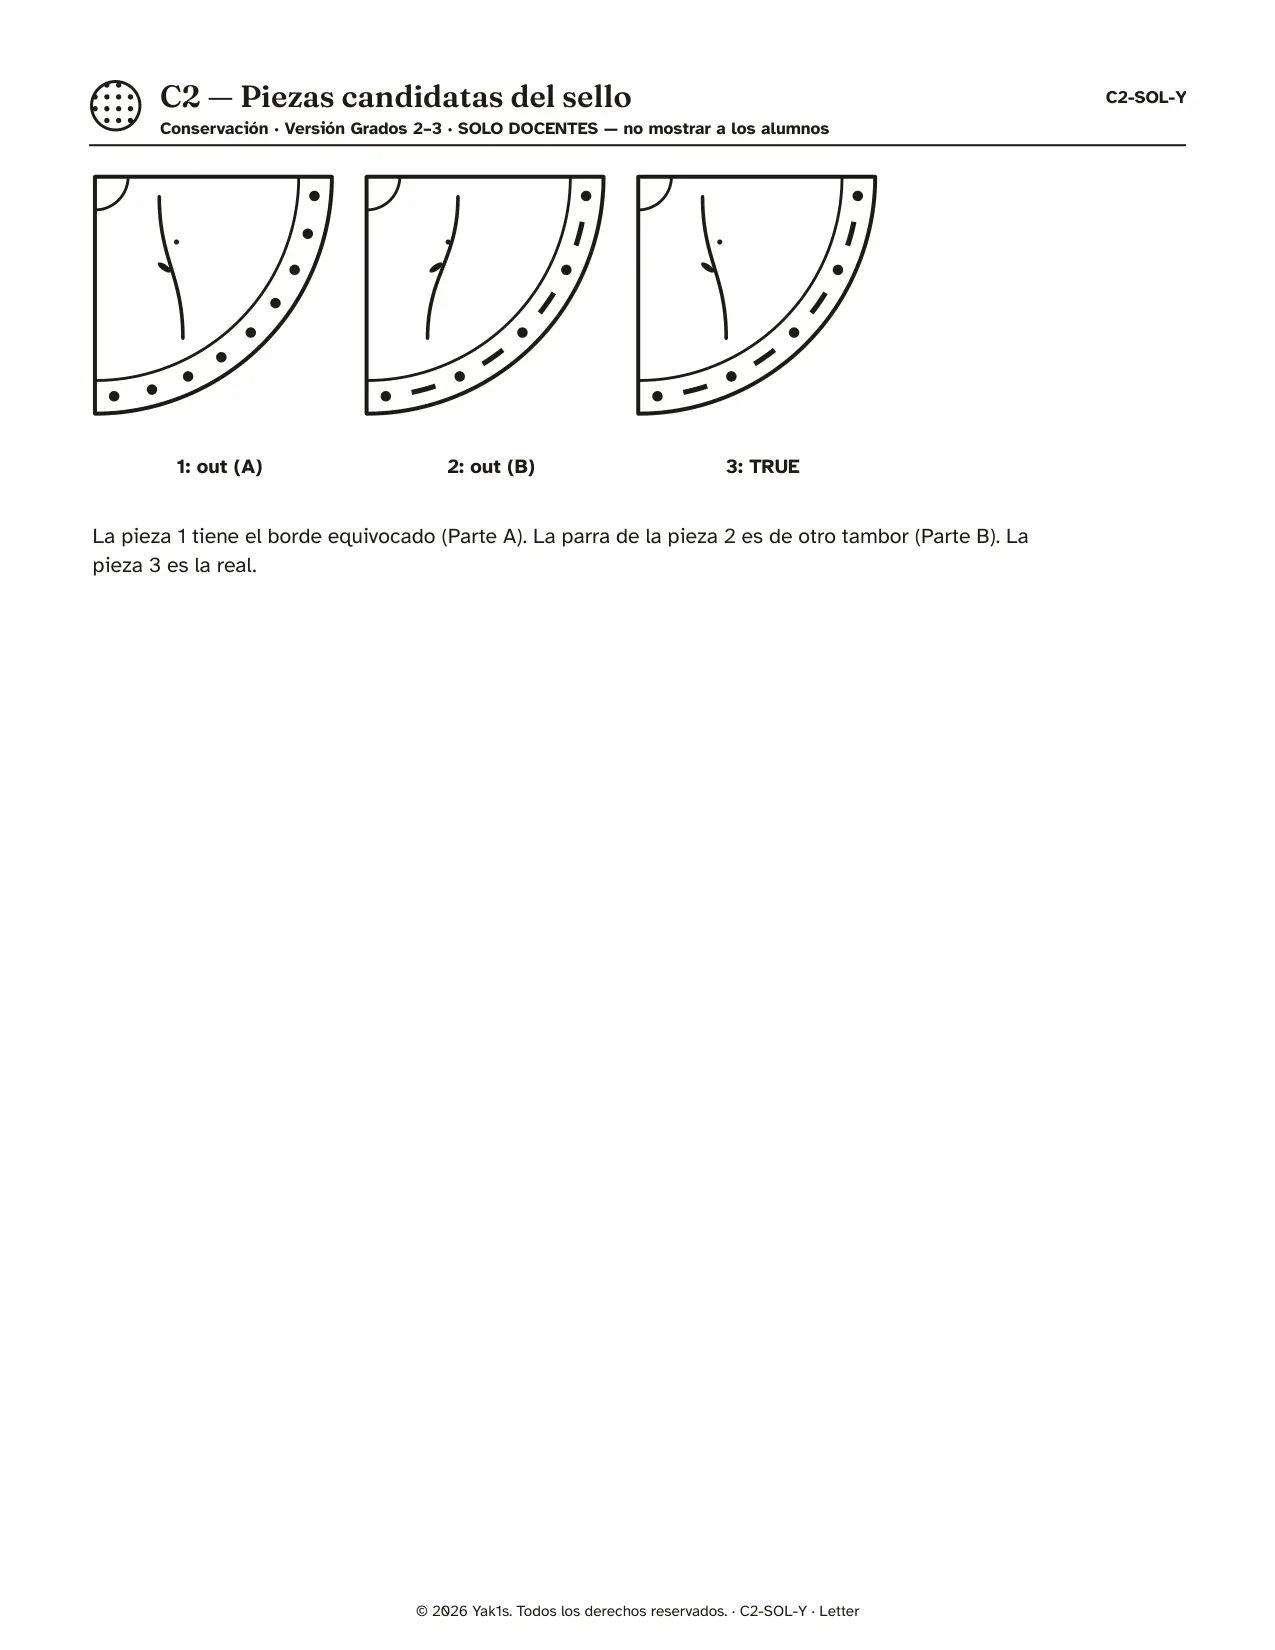 C2 — Piezas candidatas del sello
C2-SOL-Y
Conservación · Versión Grados 2–3 · SOLO DOCENTES — no mostrar a los alumnos
1: out (A)
2: out (B)
3: TRUE
La pieza 1 tiene el borde equivocado (Parte A). La parra de la pieza 2 es de otro tambor (Parte B). La
pieza 3 es la real.
© 2026 Yak1s. Todos los derechos reservados. · C2-SOL-Y · Letter